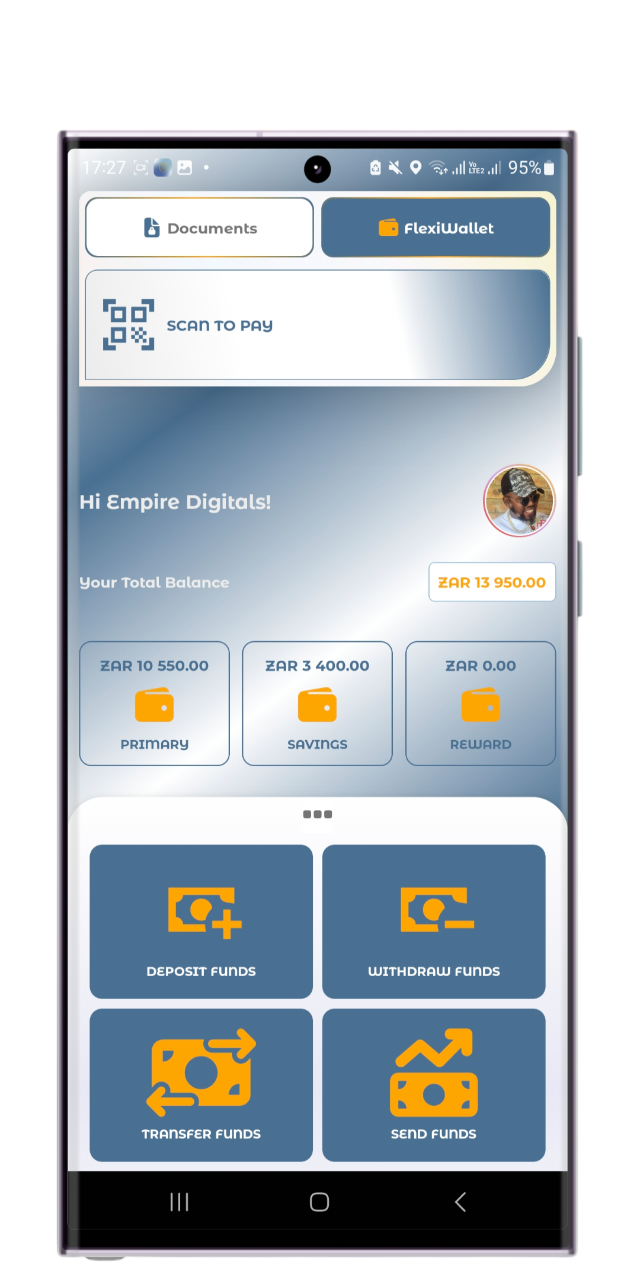 17:27
Vo
LTE2
95%
Documents
FlexiWallet
SCAN TO PAY
Hi Empire Digitals!
Your Total Balance
ZAR 13 950.00
ZAR 10 550.00
ZAR 3 400.00
ZAR 0.00
PRIMARY
SAVINGS
REWARD
DEPOSIT FUNDS
WITHDRAW FUNDS
TRANSFER FUNDS
SEND FUNDS